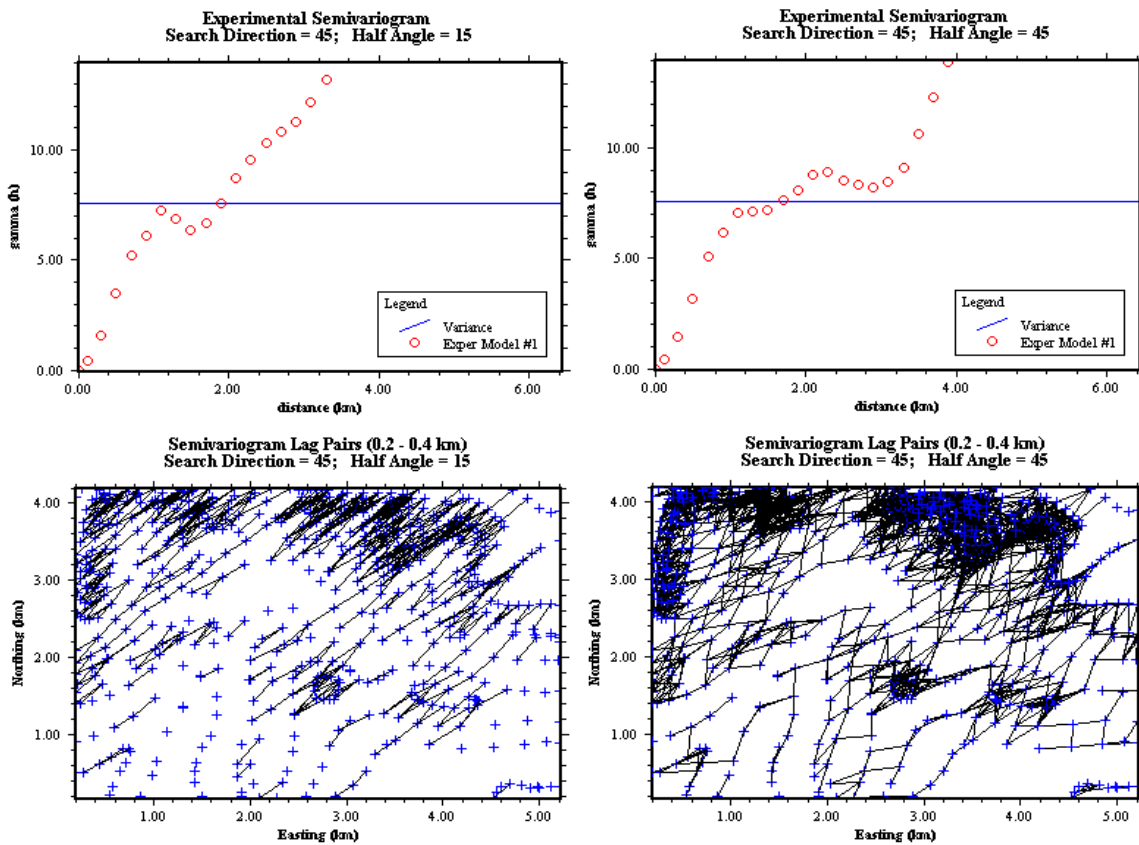 Experimental Semivariogram
Search Direction = 45; Half Angle = 15
10.00
5.00
0.00
gamma (h)
0.00 2.00 4.00 6.00
distance (km)
Legend
Variance
Exper Model #1
Experimental Semivariogram
Search Direction = 45; Half Angle = 45
10.00
5.00
0.00
gamma (h)
0.00 2.00 4.00 6.00
distance (km)
Legend
Variance
Exper Model #1
Semivariogram Lag Pairs (0.2 - 0.4 km)
Search Direction = 45; Half Angle = 15
4.00
3.00
2.00
1.00
Northing (km)
1.00 2.00 3.00 4.00 5.00
Easting (km)
Semivariogram Lag Pairs (0.2 - 0.4 km)
Search Direction = 45; Half Angle = 45
4.00
3.00
2.00
1.00
Northing (km)
1.00 2.00 3.00 4.00 5.00
Easting (km)